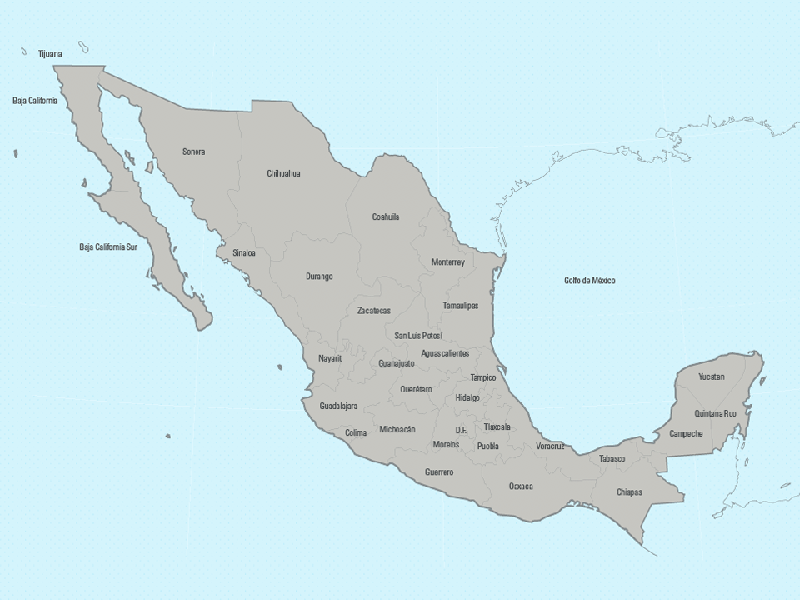 Tijuana
Baja California
Sonora
Chihuahua
Coahuila
Baja California Sur
Sinaloa
Monterrey
Durango
Golfo de México
Zacatecas
Tamaulipas
San Luis Potosí
Aguascalientes
Nayarit
Guanajuato
Tampico
Yucatan
Querétaro
Hidalgo
Guadalajara
Quintana Roo
Colima
Michoacán
D.F.
Tlaxcala
Campeche
Morelos
Puebla
Veracruz
Tabasco
Guerrero
Oaxaca
Chiapas